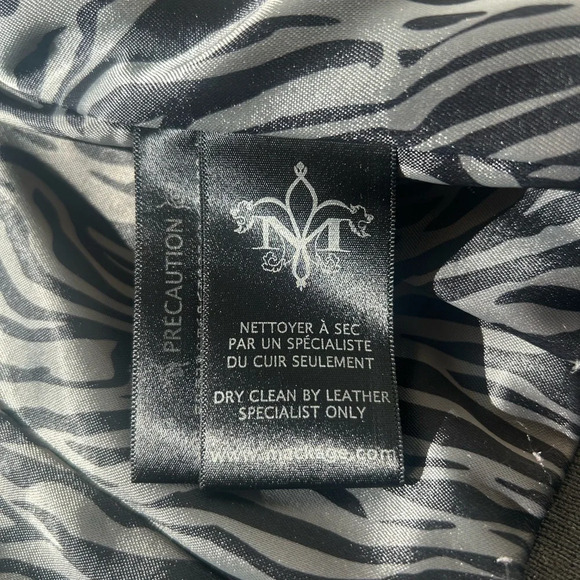 PRECAUTION
M
NETTOYER À SEC
PAR UN SPÉCIALISTE
DU CUIR SEULEMENT
DRY CLEAN BY LEATHER
SPECIALIST ONLY
www.mackage.com